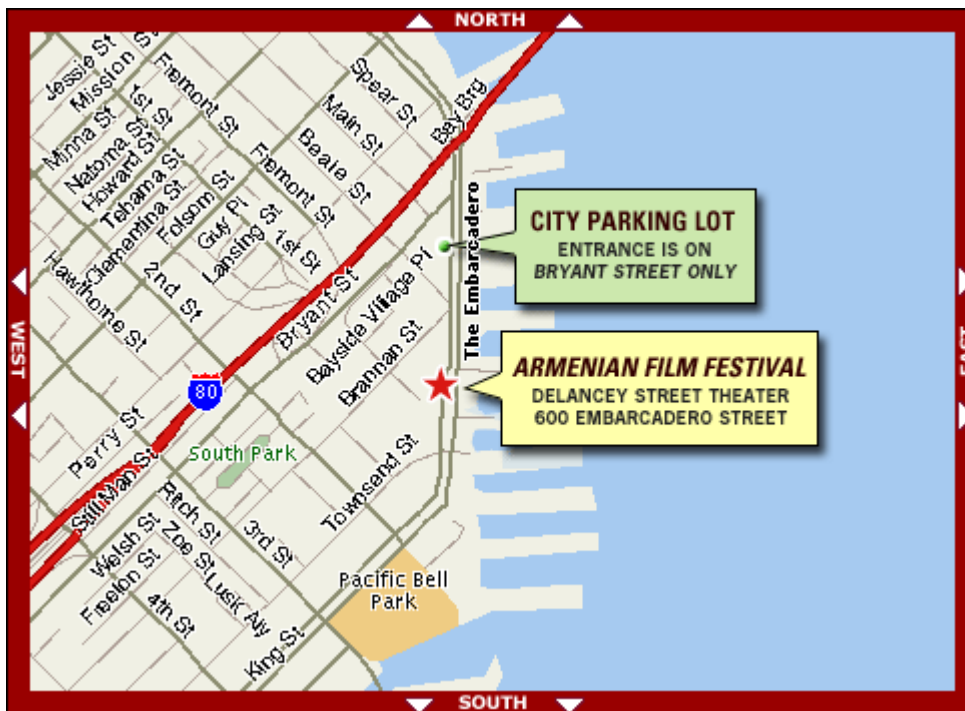 NORTH
Jessie St
Mission St
Fremont St
Spear St
Bay Brg
Minna St
1st St
Main St
Natoma St
Howard St
Beale St
Tehama St
Fremont St
Clementina St
Folsom St
Guy Pl
Lansing St
1st St
The Embarcadero
CITY PARKING LOT
ENTRANCE IS ON
BRYANT STREET ONLY
Hawthorne St
2nd St
Bryant St
Bayside Village Pl
Brannan St
WEST
EAST
ARMENIAN FILM FESTIVAL
DELANCEY STREET THEATER
600 EMBARCADERO STREET
80
Perry St
South Park
Still Man St
Townsend St
Ritch St
3rd St
Welsh St
Zoe St
Freelon St
Lusk Aly
4th St
King St
Pacific Bell
Park
SOUTH